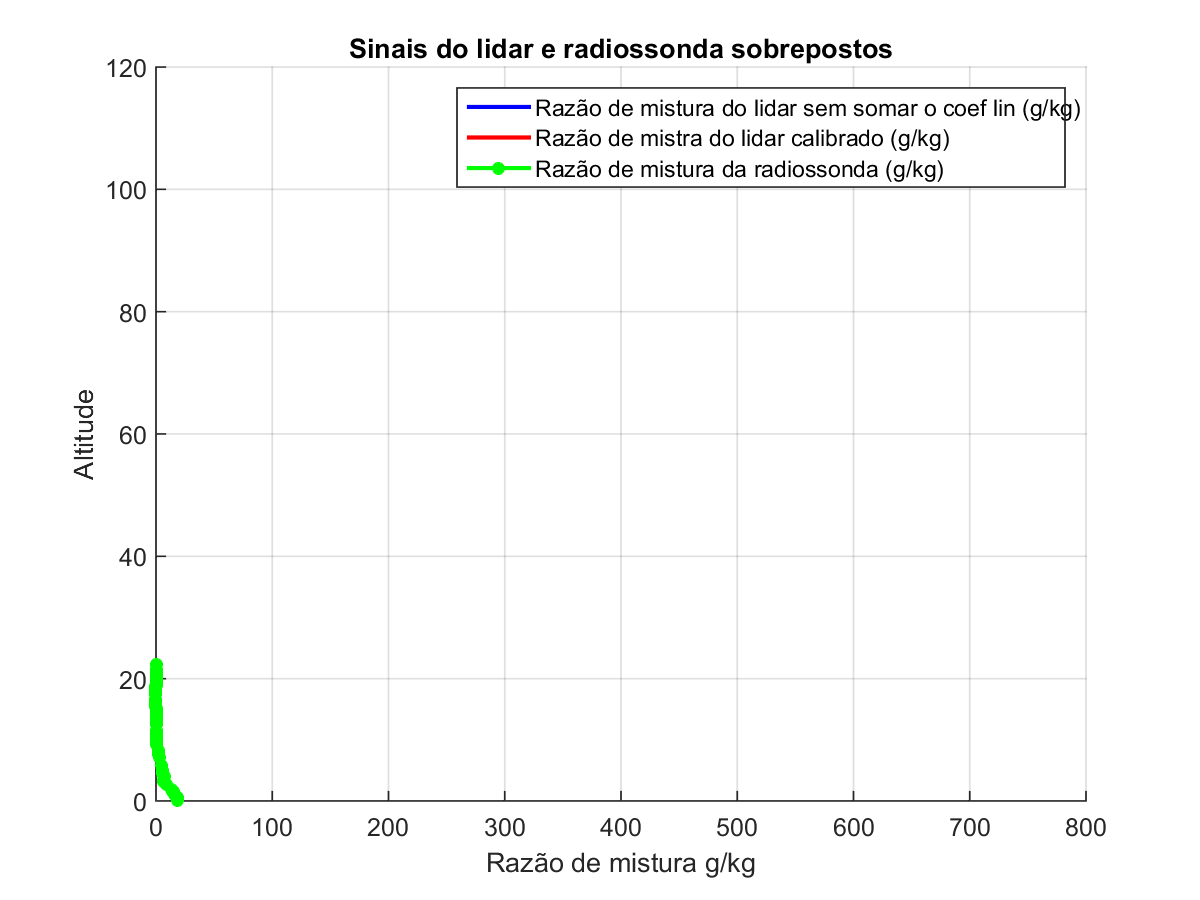 Sinais do lidar e radiossonda sobrepostos
120
100
80
60
40
20
0
Razão de mistura do lidar sem somar o coef lin (g/kg)
Razão de mistra do lidar calibrado (g/kg)
Razão de mistura da radiossonda (g/kg)
Altitude
0 100 200 300 400 500 600 700 800
Razão de mistura g/kg